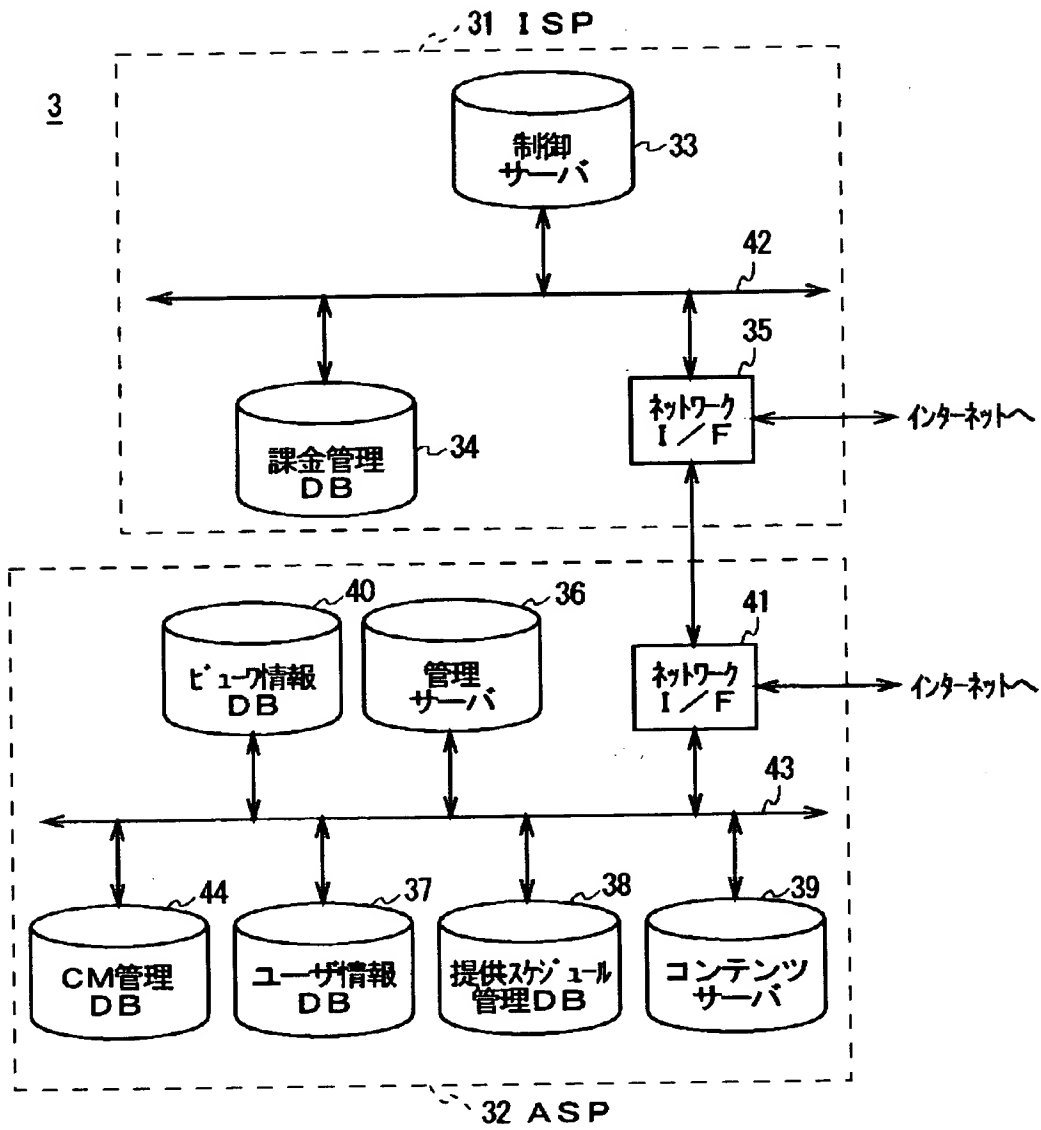 31 ISP
3
制御
サーバ
33
42
35
ネットワーク
I/F
インターネットへ
課金管理
DB
34
40
36
41
ビューワ情報
DB
管理
サーバ
ネットワーク
I/F
インターネットへ
43
44
37
38
39
CM管理
DB
ユーザ情報
DB
提供スケジュール
管理DB
コンテンツ
サーバ
32 ASP